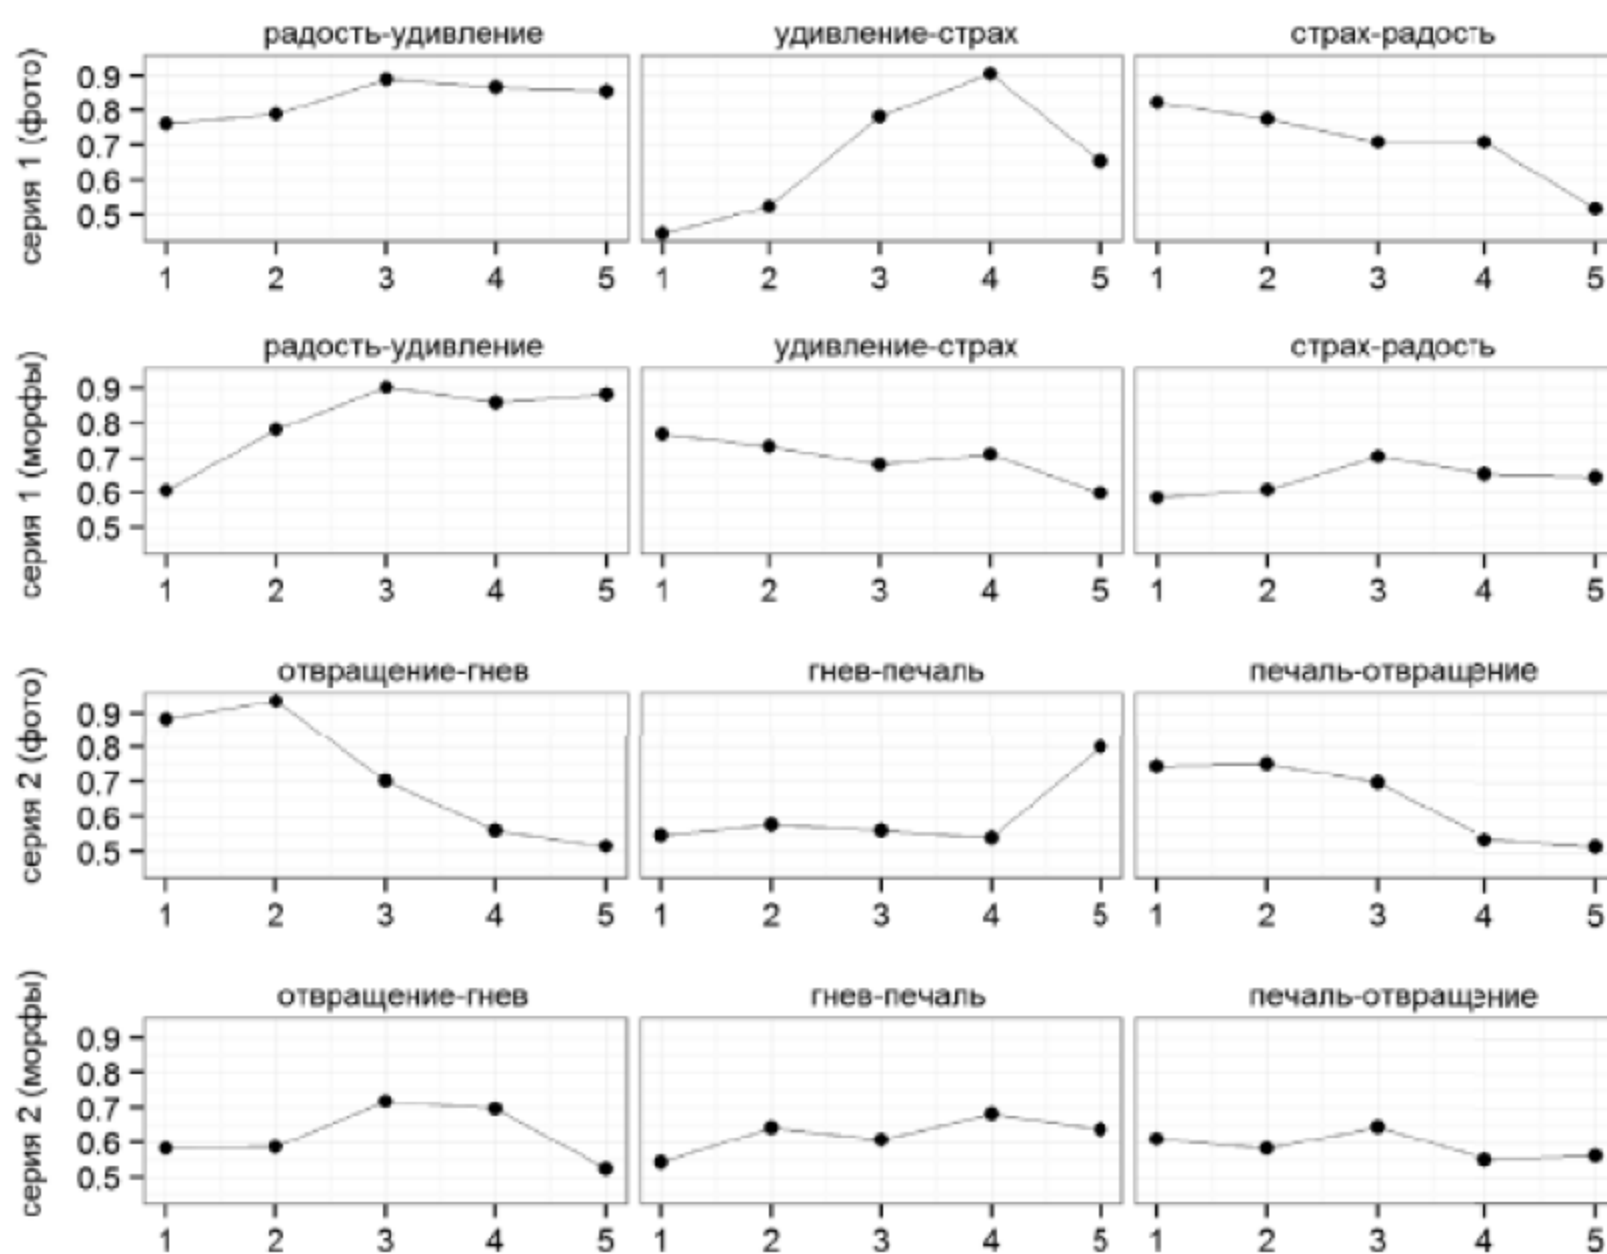 радость-удивление удивление-страх страх-радость
серия 1 (фото)
0.9
0.8
0.7
0.6
0.5
1 2 3 4 5 1 2 3 4 5 1 2 3 4 5
радость-удивление удивление-страх страх-радость
серия 1 (морфы)
0.9
0.8
0.7
0.6
0.5
1 2 3 4 5 1 2 3 4 5 1 2 3 4 5
отвращение-гнев гнев-печаль печаль-отвращение
серия 2 (фото)
0.9
0.8
0.7
0.6
0.5
1 2 3 4 5 1 2 3 4 5 1 2 3 4 5
отвращение-гнев гнев-печаль печаль-отвращение
серия 2 (морфы)
0.9
0.8
0.7
0.6
0.5
1 2 3 4 5 1 2 3 4 5 1 2 3 4 5